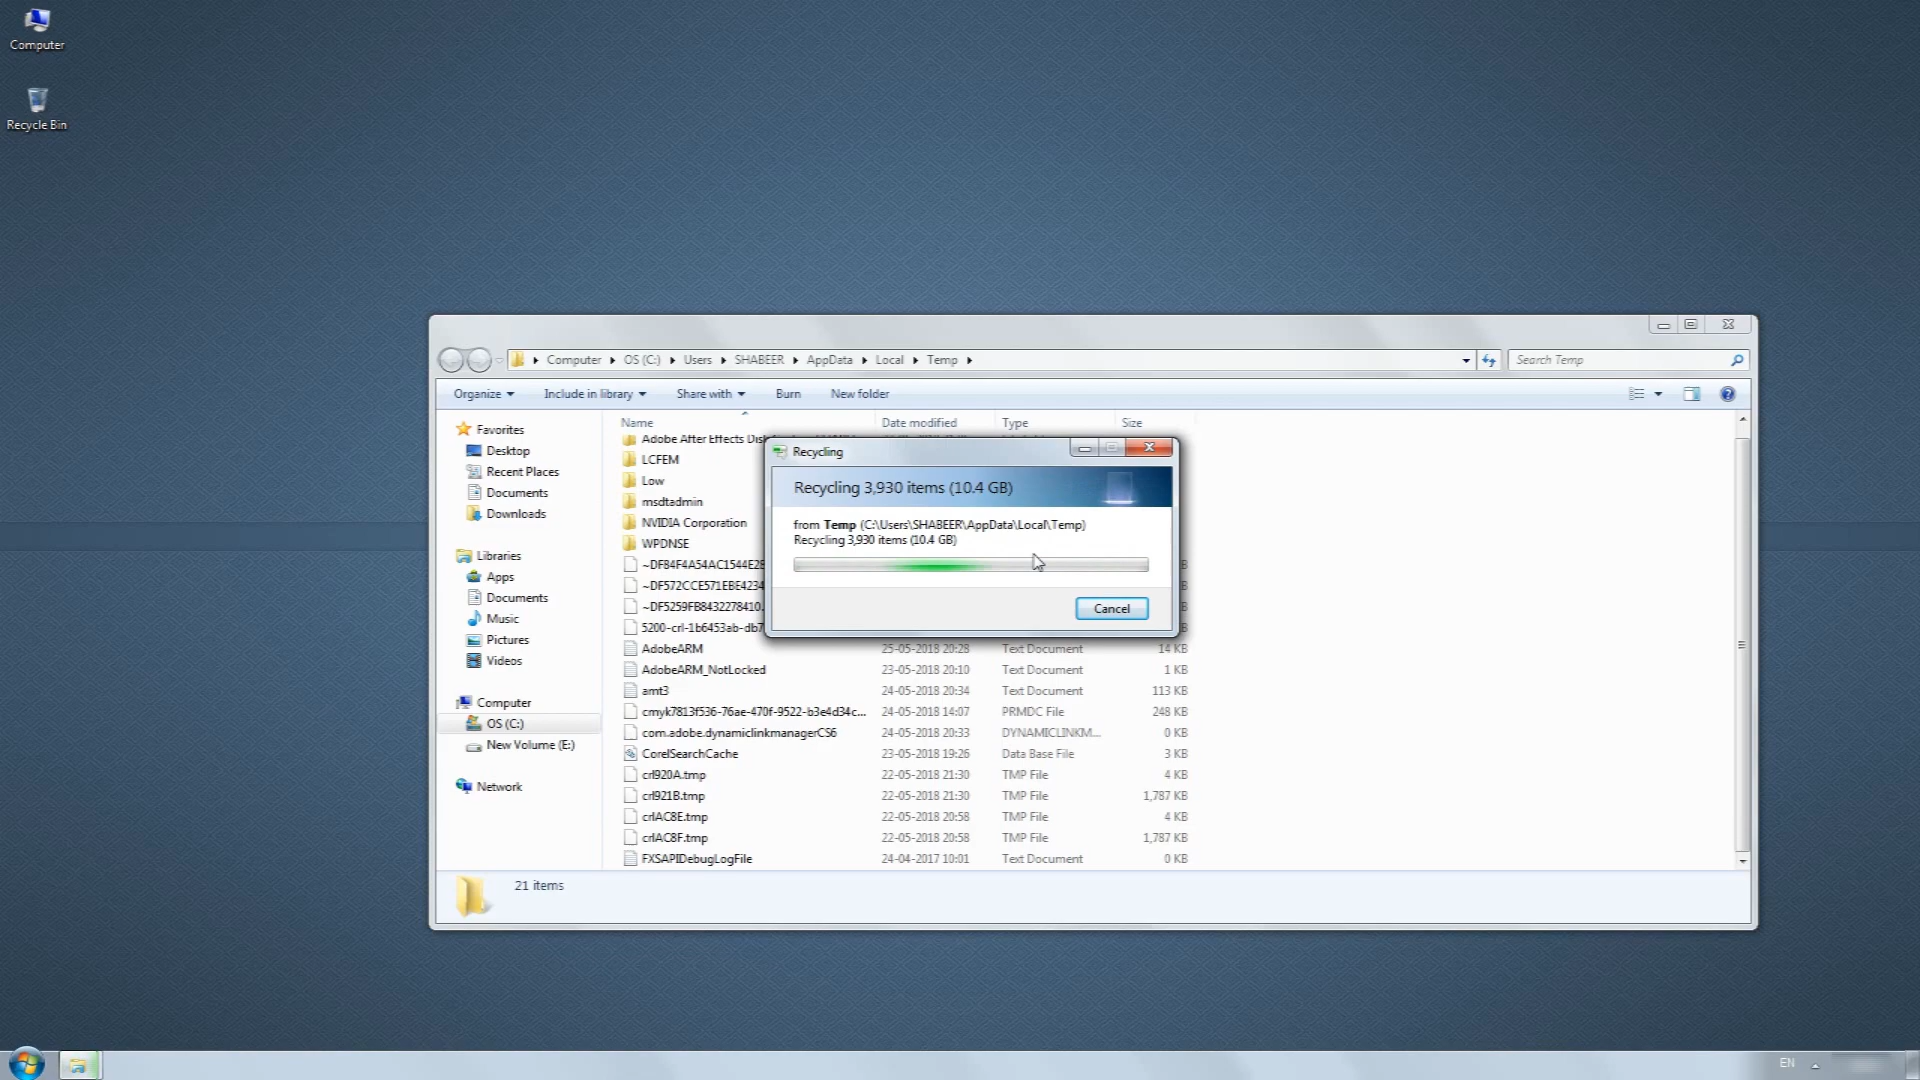 Computer
Recycle Bin
Computer OS (C:) Users SHABEER AppData Local Temp
Search Temp
Organize Include in library Share with Burn New folder
Name Date modified Type Size
Favorites
Desktop
Recent Places
Documents
Downloads
Libraries
Apps
Documents
Music
Pictures
Videos
Computer
OS (C:)
New Volume (E:)
Network
Adobe After Effects Disk
LCFEM
Low
msdtadmin
NVIDIA Corporation
WPDNSE
~DF84F4A54AC1544E28
~DF572CCE571EBE4234
~DF5259FB8432278410.
5200-crl-1b6453ab-db7
AdobeARM 25-05-2018 20:28 Text Document 14 KB
AdobeARM_NotLocked 23-05-2018 20:10 Text Document 1 KB
amt3 24-05-2018 20:34 Text Document 113 KB
cmyk7813f536-76ae-470f-9522-b3e4d34c... 24-05-2018 14:07 PRMDC File 248 KB
com.adobe.dynamiclinkmanagerCS6 24-05-2018 20:33 DYNAMICLINKM... 0 KB
CorelSearchCache 23-05-2018 19:26 Data Base File 3 KB
crl920A.tmp 22-05-2018 21:30 TMP File 4 KB
crl921B.tmp 22-05-2018 21:30 TMP File 1,787 KB
crlAC8E.tmp 22-05-2018 20:58 TMP File 4 KB
crlAC8F.tmp 22-05-2018 20:58 TMP File 1,787 KB
FXSAPIDebugLogFile 24-04-2017 10:01 Text Document 0 KB
Recycling
Recycling 3,930 items (10.4 GB)
from Temp (C:\Users\SHABEER\AppData\Local\Temp)
Recycling 3,930 items (10.4 GB)
Cancel
21 items
EN